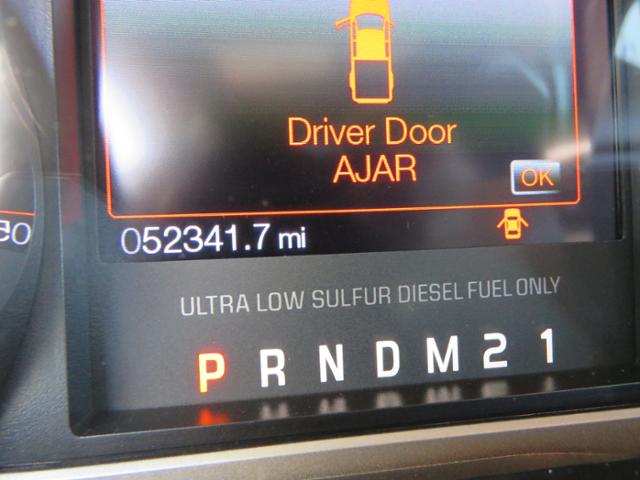 Driver Door
AJAR
OK
052341.7 mi
ULTRA LOW SULFUR DIESEL FUEL ONLY
P R N D M 2 1